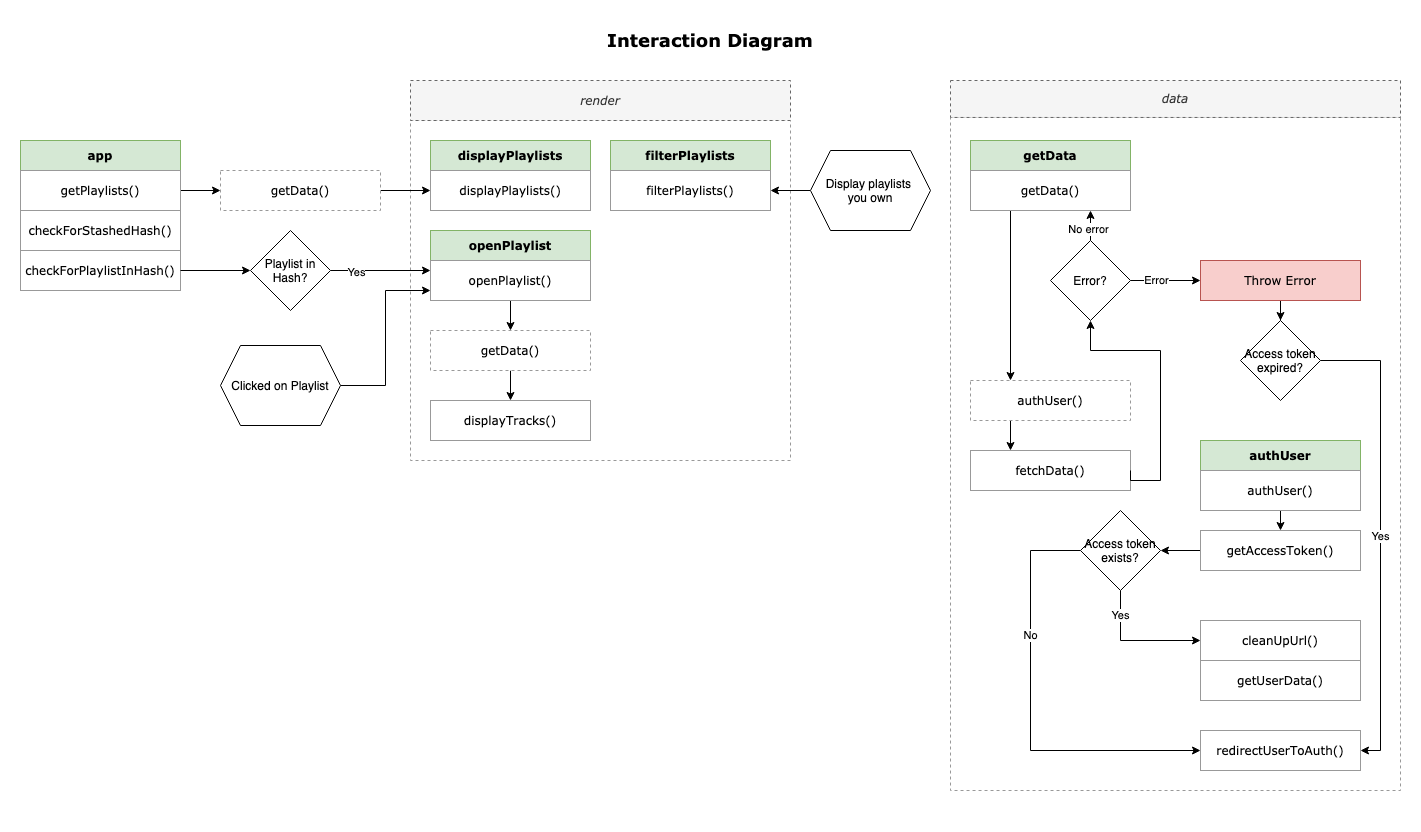 Interaction Diagram
render
data
app
getPlaylists()
checkForStashedHash()
checkForPlaylistInHash()
getData()
Playlist in
Hash?
Yes
Clicked on Playlist
displayPlaylists
displayPlaylists()
filterPlaylists
filterPlaylists()
Display playlists
you own
openPlaylist
openPlaylist()
getData()
displayTracks()
getData
getData()
No error
Error?
Error
Throw Error
Access token
expired?
Yes
authUser()
fetchData()
authUser
authUser()
getAccessToken()
Access token
exists?
Yes
No
cleanUpUrl()
getUserData()
redirectUserToAuth()